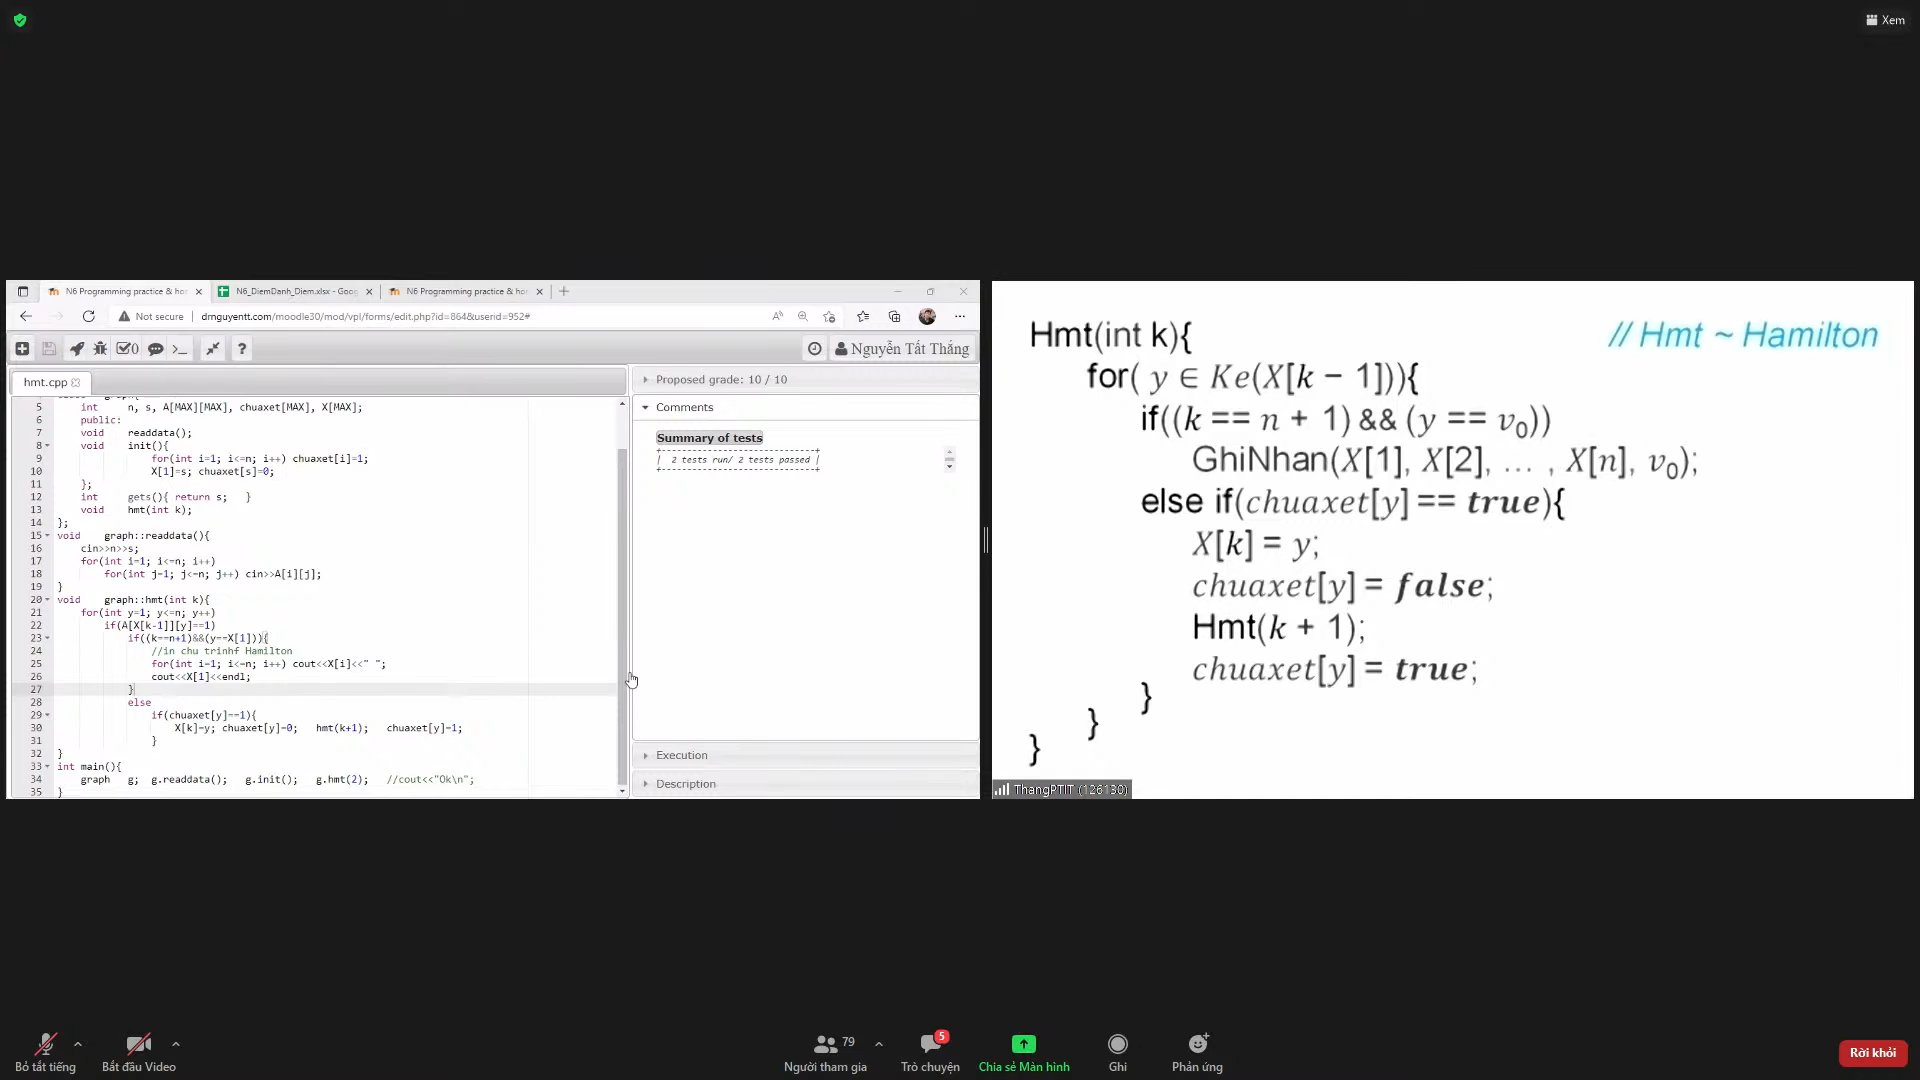 Xem
N6 Programming practice & hor
N6_DiemDanh_Diem.xlsx - Goog
N6 Programming practice & ho
Not secure
drnguyentt.com/moodle30/mod/vpl/forms/edit.php?id=864&userid=952#
Nguyễn Tất Thắng
hmt.cpp
5 int n, s, A[MAX][MAX], chuaxet[MAX], X[MAX];
6 public:
7 void readdata();
8 void init(){
9 for(int i=1; i<=n; i++) chuaxet[i]=1;
10 X[1]=s; chuaxet[s]=0;
11 };
12 int gets(){ return s; }
13 void hmt(int k);
14 };
15 void graph::readdata(){
16 cin>>n>>s;
17 for(int i=1; i<=n; i++)
18 for(int j=1; j<=n; j++) cin>>A[i][j];
19 }
20 void graph::hmt(int k){
21 for(int y=1; y<=n; y++)
22 if(A[X[k-1]][y]==1)
23 if((k==n+1)&&(y==X[1])){
24 //in chu trinhf Hamilton
25 for(int i=1; i<=n; i++) cout<<X[i]<<" ";
26 cout<<X[1]<<endl;
27 }
28 else
29 if(chuaxet[y]==1){
30 X[k]=y; chuaxet[y]=0; hmt(k+1); chuaxet[y]=1;
31 }
32 }
33 int main(){
34 graph g; g.readdata(); g.init(); g.hmt(2); //cout<<"Ok\n";
35 }
Proposed grade: 10 / 10
Comments
Summary of tests
+------------------------------+
| 2 tests run/ 2 tests passed |
+------------------------------+
Execution
Description
Hmt(int k){ // Hmt ~ Hamilton
for( y ∈ Ke(X[k − 1])){
if((k == n + 1) && (y == v₀))
GhiNhan(X[1], X[2], … , X[n], v₀);
else if(chuaxet[y] == true){
X[k] = y;
chuaxet[y] = false;
Hmt(k + 1);
chuaxet[y] = true;
}
}
}
ThangPTIT (126130)
Bỏ tắt tiếng
Bắt đầu Video
79
Người tham gia
5
Trò chuyện
Chia sẻ Màn hình
Ghi
Phản ứng
Rời khỏi